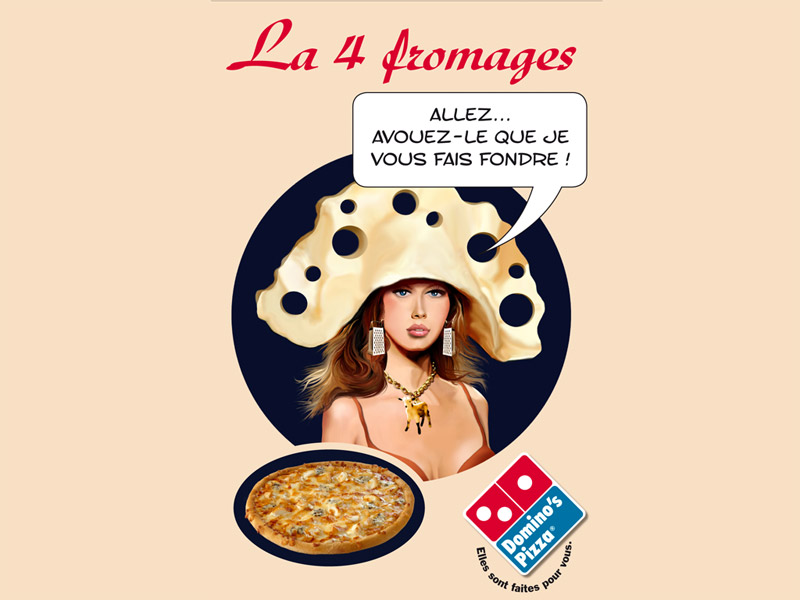 La 4 fromages
ALLEZ...
AVOUEZ-LE QUE JE
VOUS FAIS FONDRE !
Domino's
Pizza®
Elles sont faites pour vous.